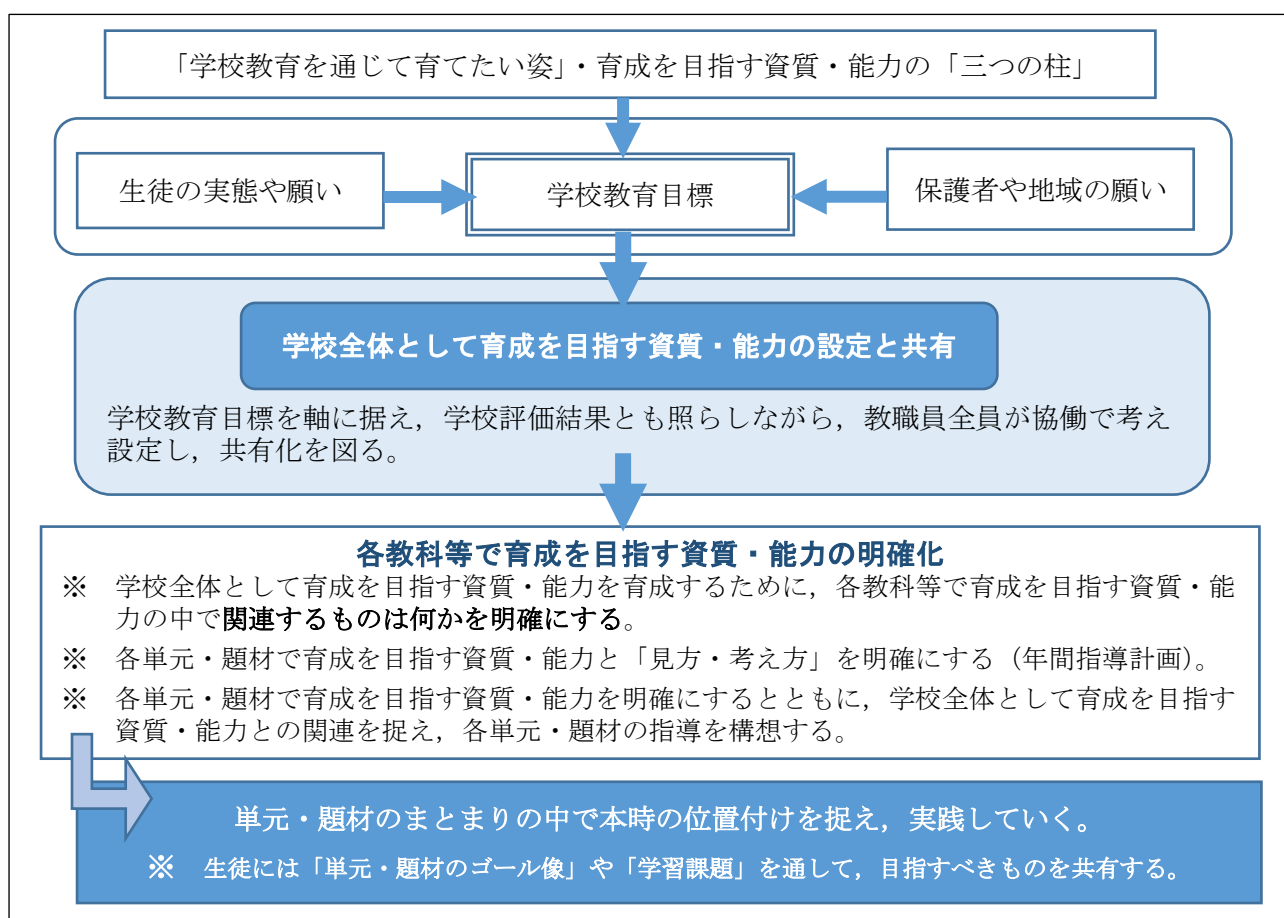 「学校教育を通じて育てたい姿」・育成を目指す資質・能力の「三つの柱」
生徒の実態や願い
学校教育目標
保護者や地域の願い
学校全体として育成を目指す資質・能力の設定と共有
学校教育目標を軸に据え，学校評価結果とも照らしながら，教職員全員が協働で考え
設定し，共有化を図る。
各教科等で育成を目指す資質・能力の明確化
※　学校全体として育成を目指す資質・能力を育成するために，各教科等で育成を目指す資質・能
力の中で関連するものは何かを明確にする。
※　各単元・題材で育成を目指す資質・能力と「見方・考え方」を明確にする（年間指導計画）。
※　各単元・題材で育成を目指す資質・能力を明確にするとともに，学校全体として育成を目指す
資質・能力との関連を捉え，各単元・題材の指導を構想する。
単元・題材のまとまりの中で本時の位置付けを捉え，実践していく。
※　生徒には「単元・題材のゴール像」や「学習課題」を通して，目指すべきものを共有する。